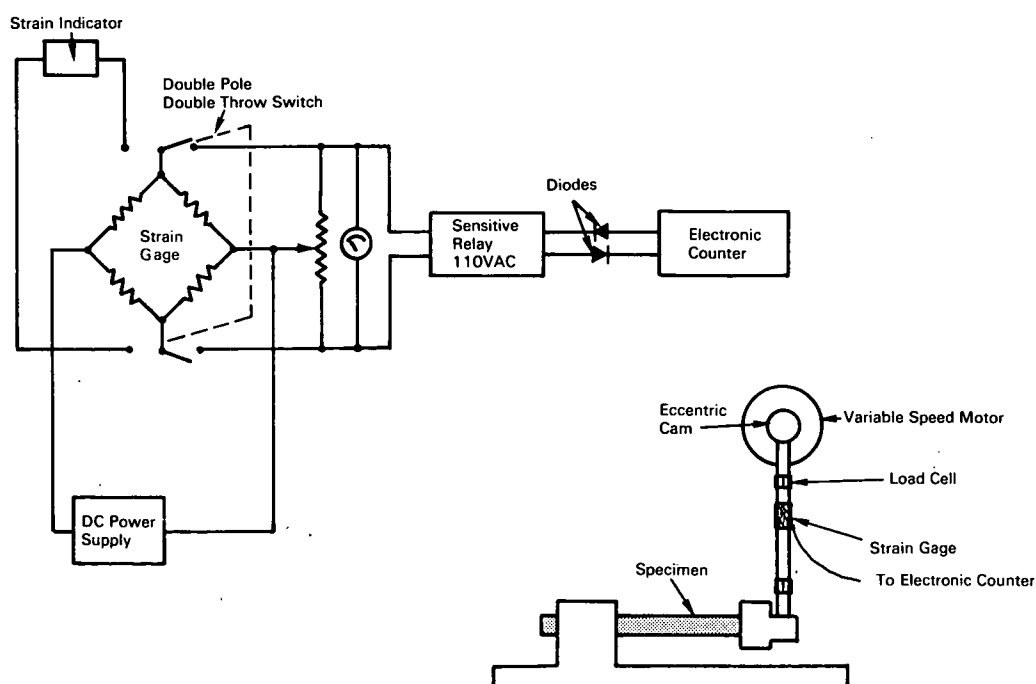 Strain Indicator
Double Pole
Double Throw Switch
Strain
Gage
Diodes
Sensitive
Relay
110VAC
Electronic
Counter
DC Power
Supply
Eccentric
Cam
Variable Speed Motor
Load Cell
Strain Gage
To Electronic Counter
Specimen